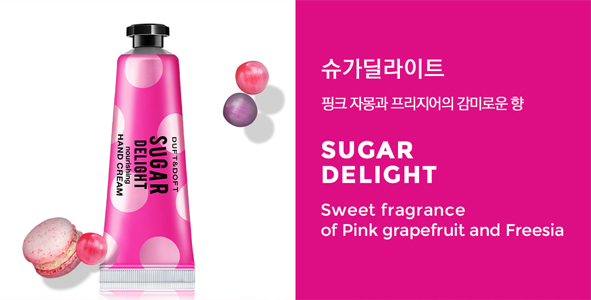 DUFT&DOFT
SUGAR
DELIGHT
nourishing
HAND CREAM
슈가딜라이트
핑크 자몽과 프리지어의 감미로운 향
SUGAR
DELIGHT
Sweet fragrance
of Pink grapefruit and Freesia